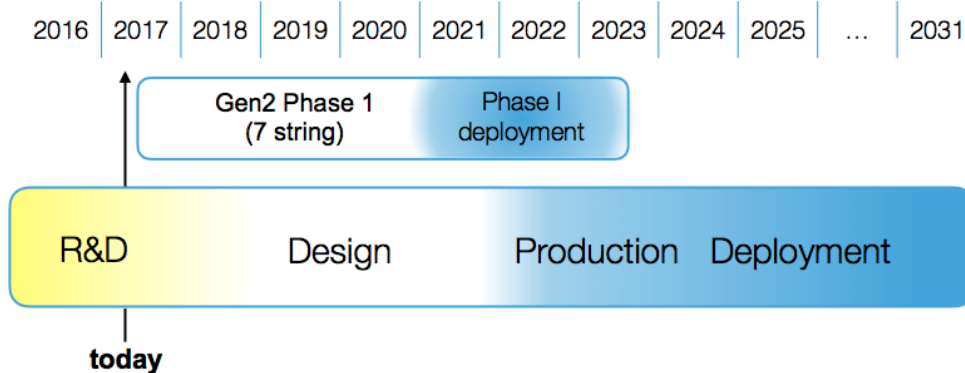 2016 2017 2018 2019 2020 2021 2022 2023 2024 2025 ... 2031
Gen2 Phase 1
(7 string)
Phase I
deployment
R&D Design Production Deployment
today